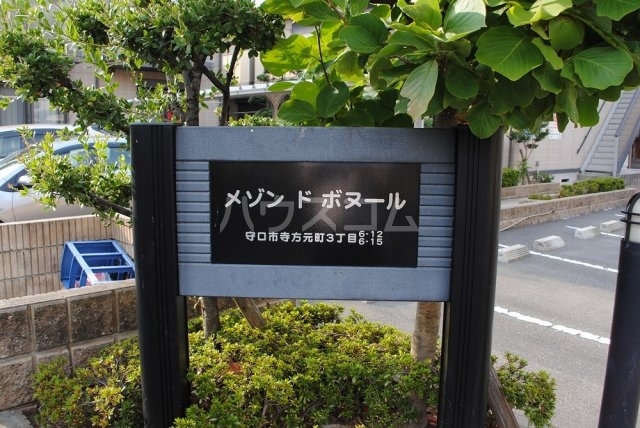 メゾン ド ボヌール
ハウスコム
守口市寺方元町3丁目6-12
6-15